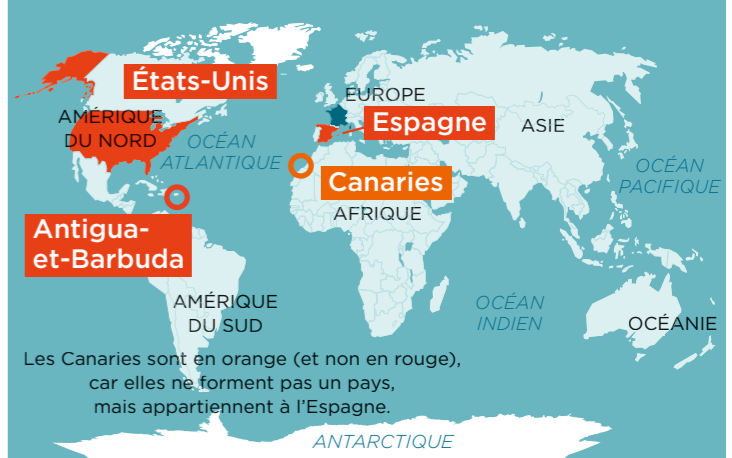 États-Unis
EUROPE
AMÉRIQUE
DU NORD
OCÉAN
ATLANTIQUE
Espagne
ASIE
OCÉAN
PACIFIQUE
Canaries
AFRIQUE
Antigua-
et-Barbuda
AMÉRIQUE
DU SUD
OCÉAN
INDIEN
OCÉANIE
Les Canaries sont en orange (et non en rouge),
car elles ne forment pas un pays,
mais appartiennent à l’Espagne.
ANTARCTIQUE